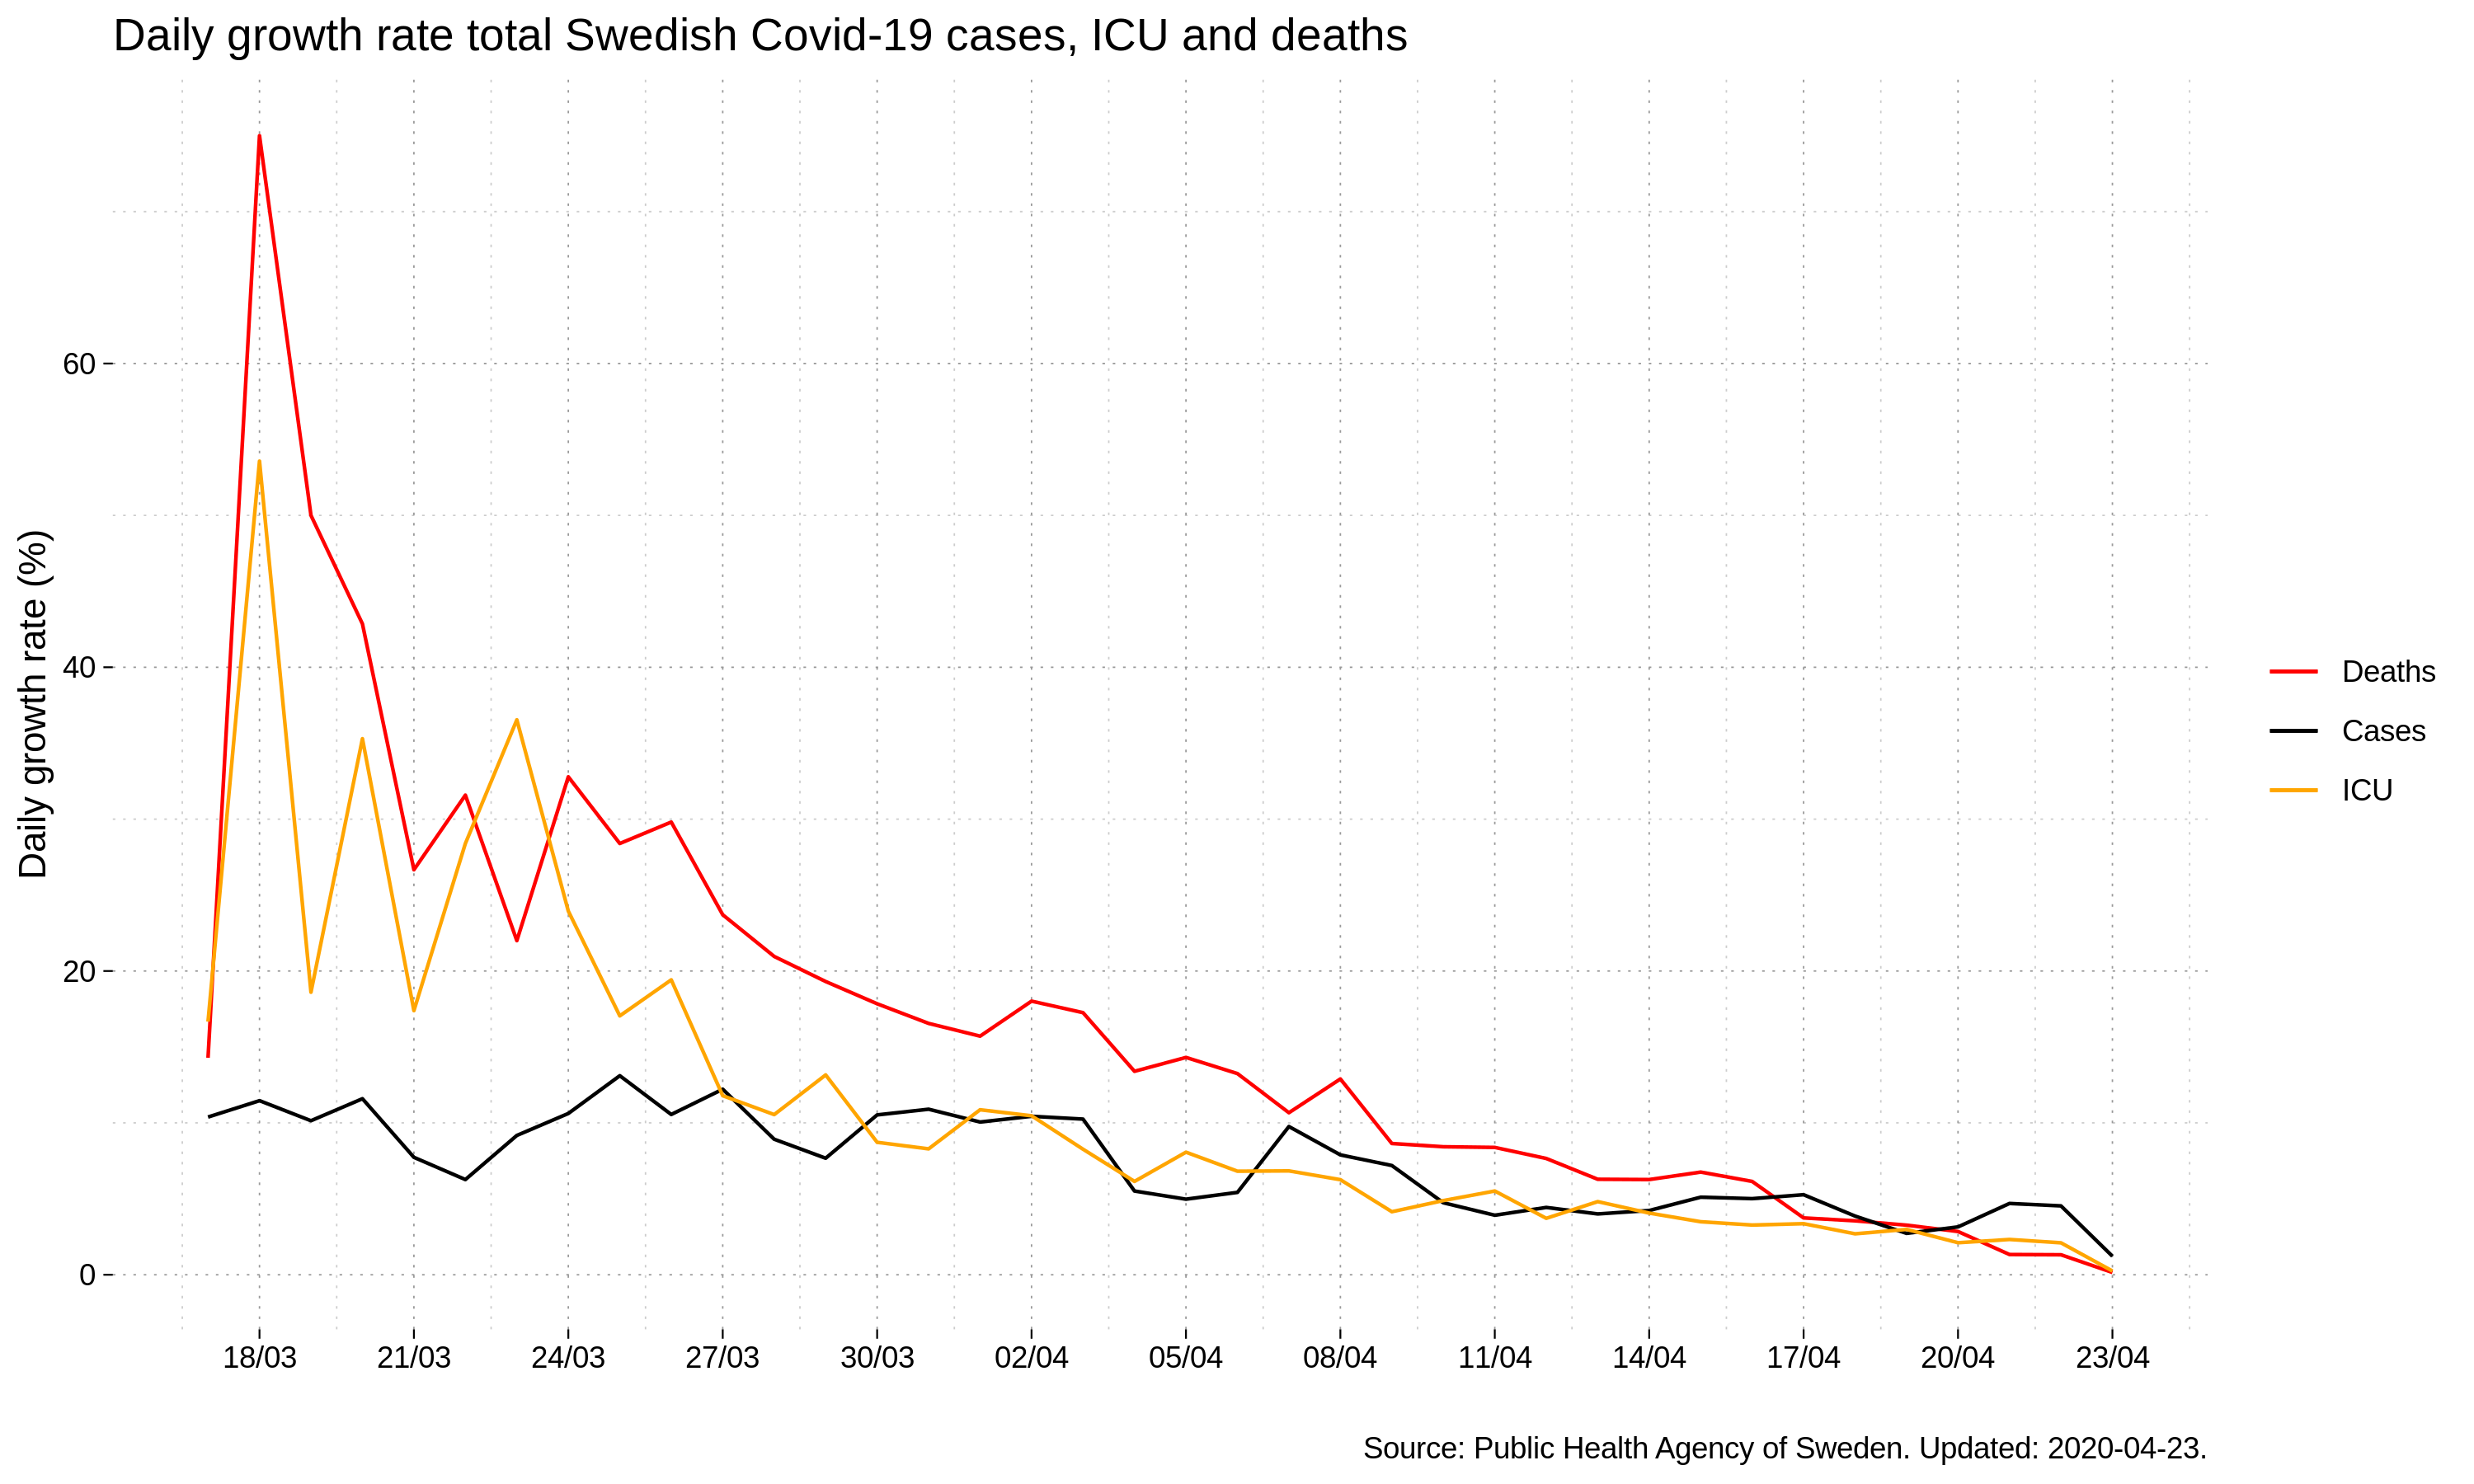 Daily growth rate total Swedish Covid-19 cases, ICU and deaths
Daily growth rate (%)
60
40
20
0
18/03 21/03 24/03 27/03 30/03 02/04 05/04 08/04 11/04 14/04 17/04 20/04 23/04
Deaths
Cases
ICU
Source: Public Health Agency of Sweden. Updated: 2020-04-23.